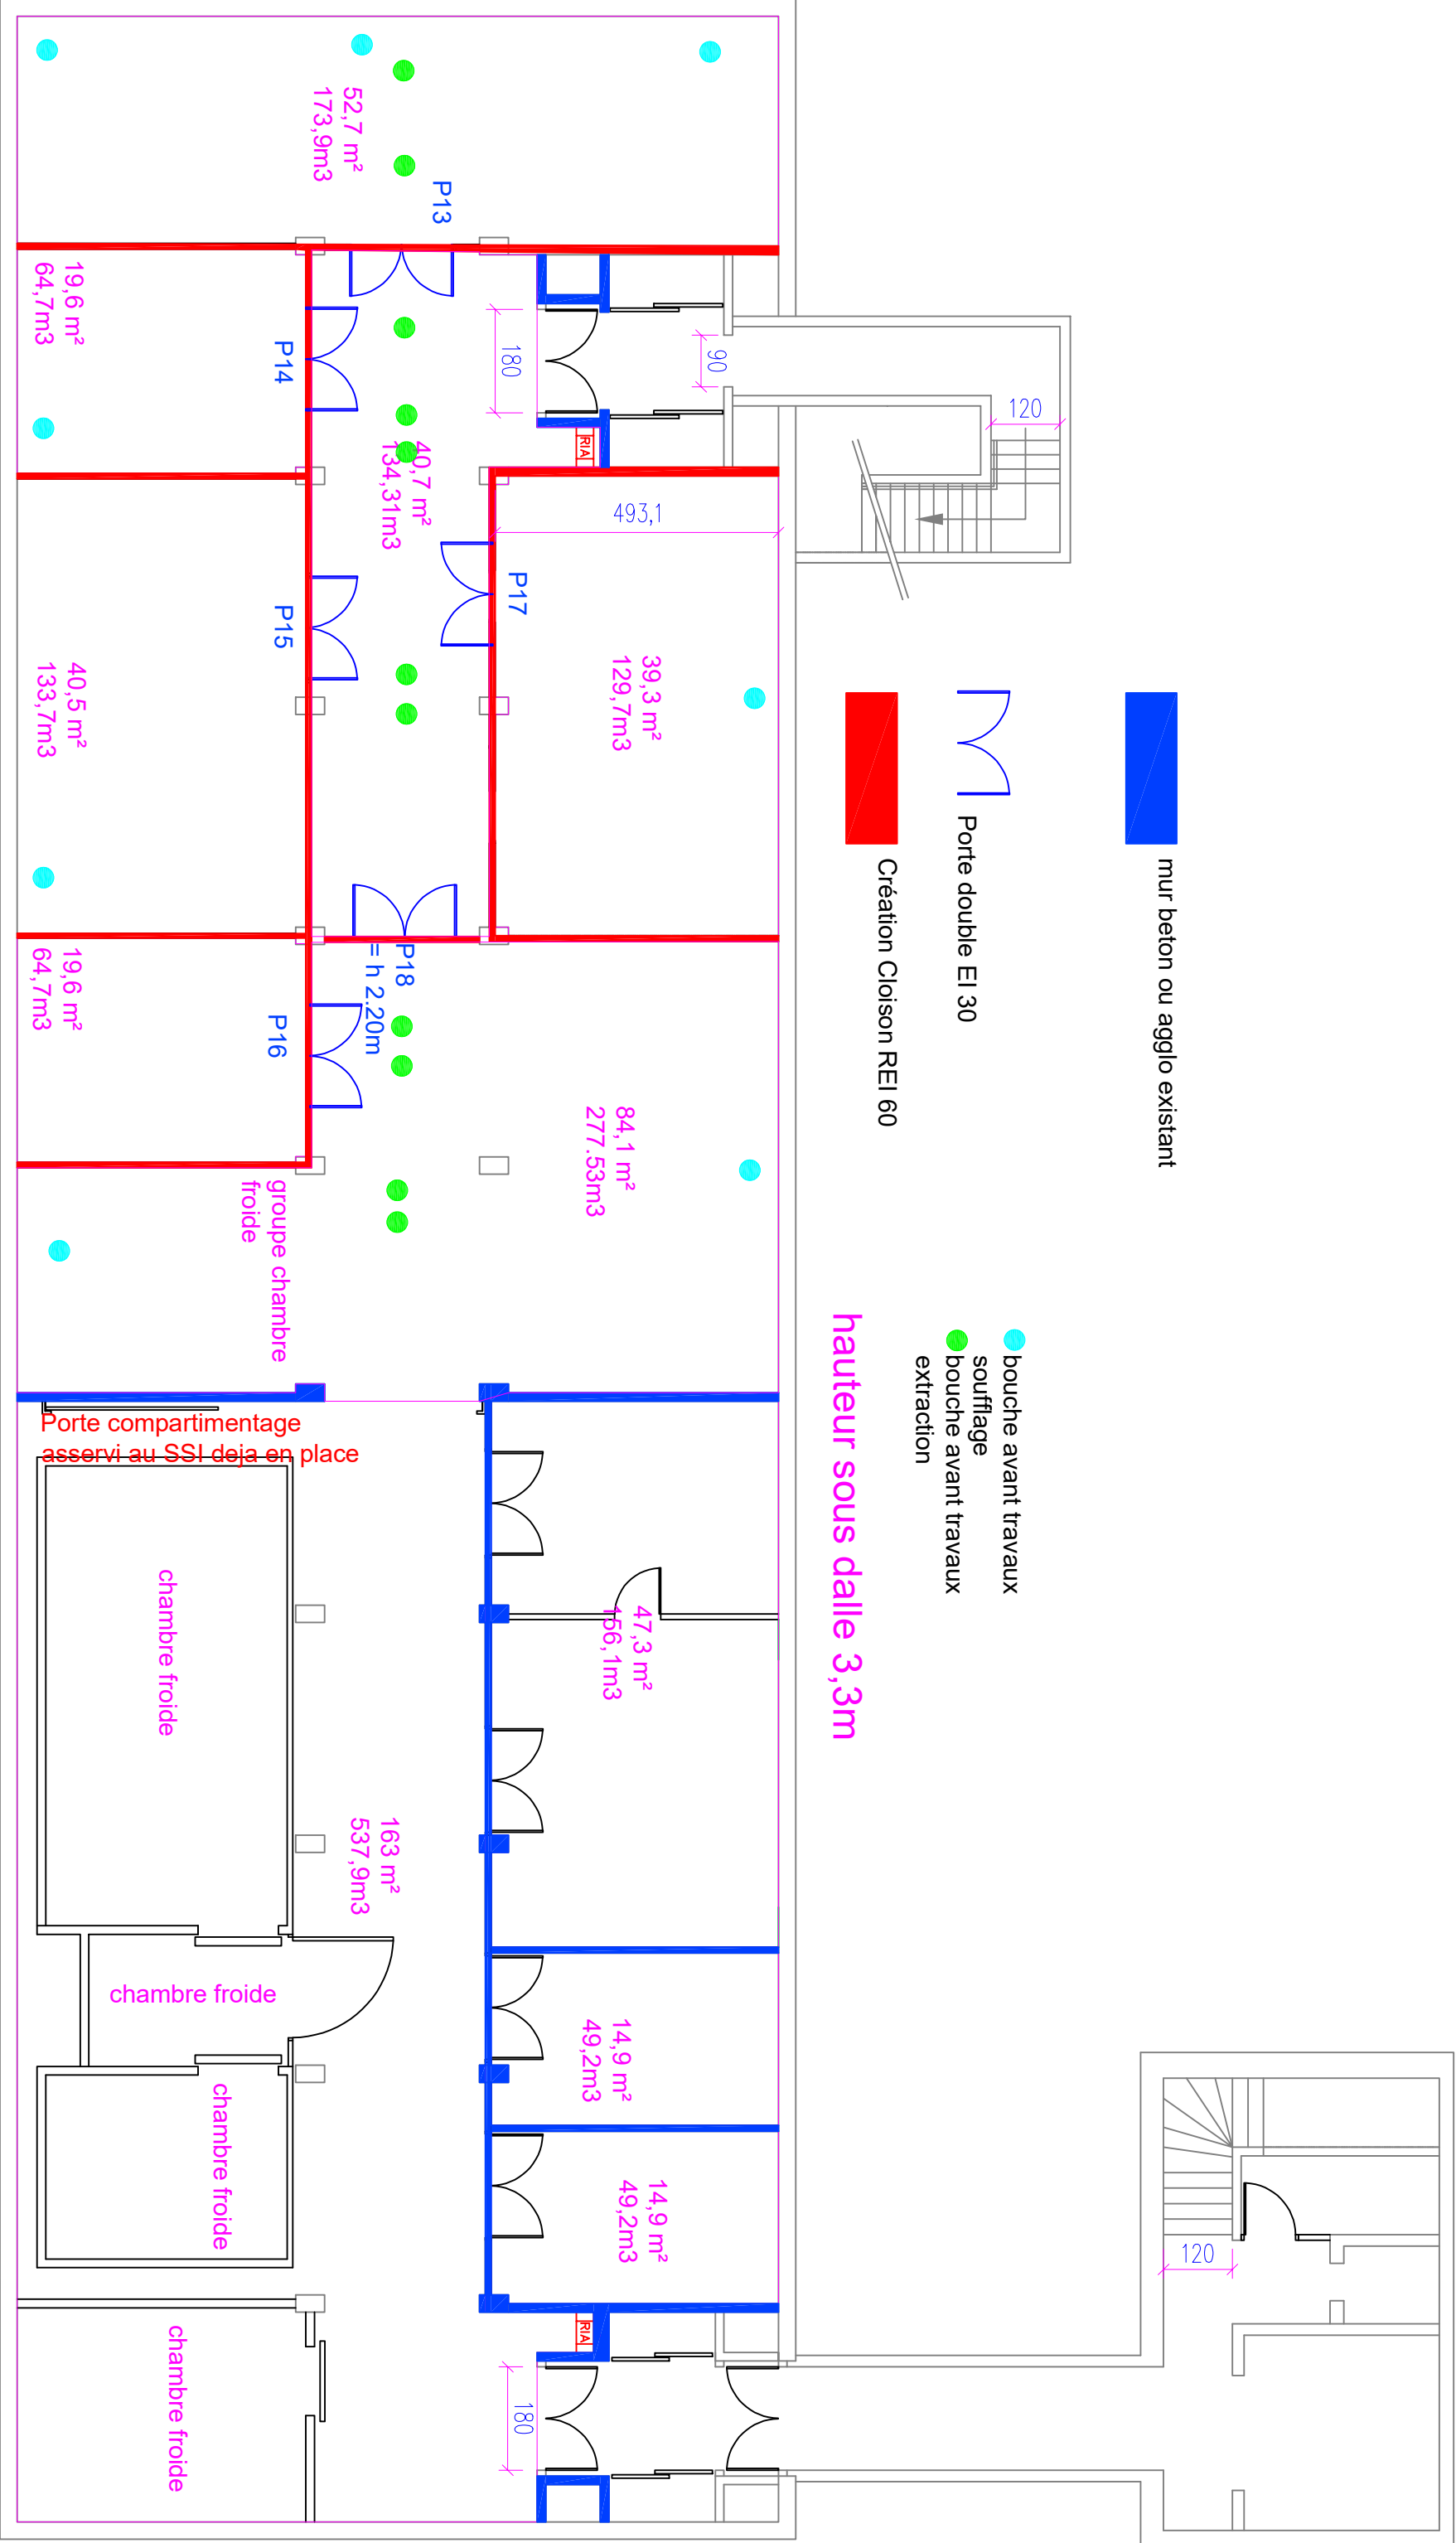 52,7 m²
173,9m3
P13
19,6 m²
64,7m3
P14
180
90
120
RIA
40,7 m²
134,31m3
493,1
P17
P15
39,3 m²
129,7m3
40,5 m²
133,7m3
mur beton ou agglo existant
Porte double EI 30
Création Cloison REI 60
bouche avant travaux
soufflage
bouche avant travaux
extraction
hauteur sous dalle 3,3m
P18
= h 2.20m
19,6 m²
64,7m3
P16
84,1 m²
277.53m3
groupe chambre
froide
Porte compartimentage
asservi au SSI deja en place
chambre froide
47,3 m²
156,1m3
163 m²
537,9m3
chambre froide
14,9 m²
49,2m3
chambre froide
14,9 m²
49,2m3
120
RIA
chambre froide
180